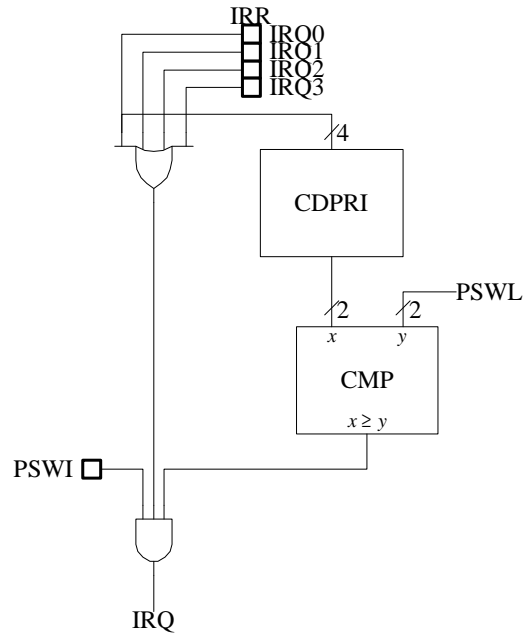 IRR
IRQ0
IRQ1
IRQ2
IRQ3
4
CDPRI
PSWL
2 2
x y
CMP
x ≥ y
PSWI
IRQ